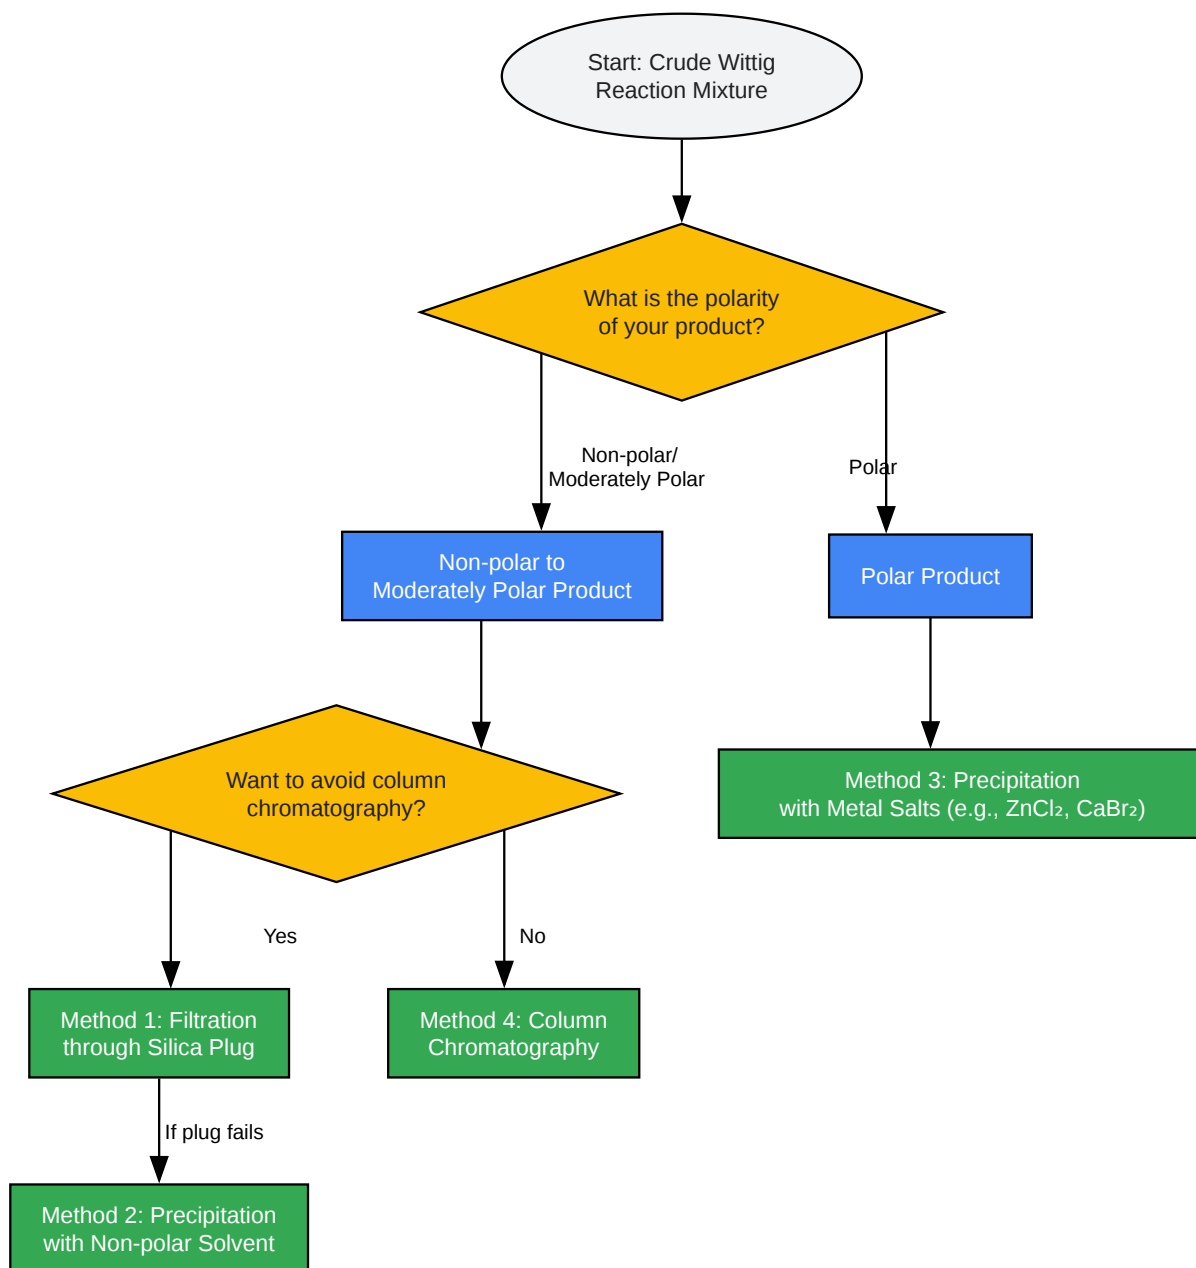 Start: Crude Wittig
Reaction Mixture
What is the polarity
of your product?
Non-polar/
Moderately Polar
Polar
Non-polar to
Moderately Polar Product
Polar Product
Want to avoid column
chromatography?
Method 3: Precipitation
with Metal Salts (e.g., ZnCl₂, CaBr₂)
Yes
No
Method 1: Filtration
through Silica Plug
Method 4: Column
Chromatography
If plug fails
Method 2: Precipitation
with Non-polar Solvent